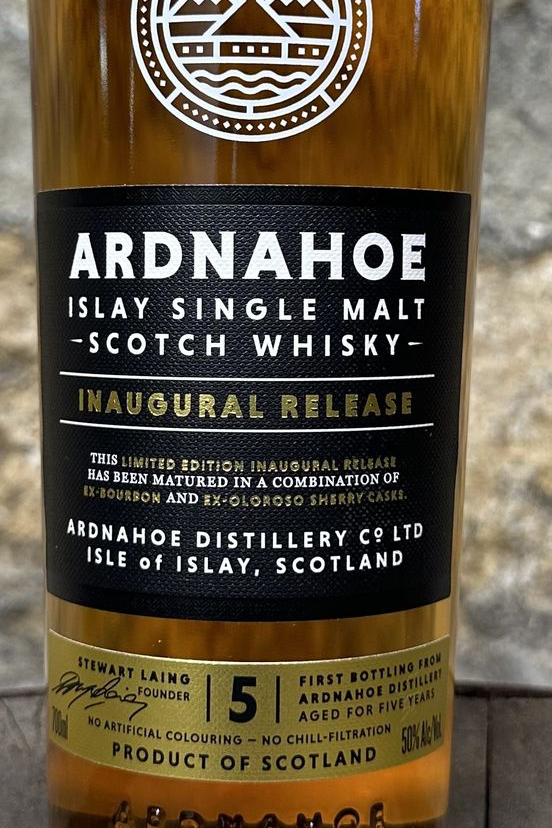 ARDNAHOE
ISLAY SINGLE MALT
-SCOTCH WHISKY-
INAUGURAL RELEASE
THIS LIMITED EDITION INAUGURAL RELEASE
HAS BEEN MATURED IN A COMBINATION OF
EX-BOURBON AND EX-OLOROSO SHERRY CASKS.
ARDNAHOE DISTILLERY Cº LTD
ISLE of ISLAY, SCOTLAND
STEWART LAING
FOUNDER
700ml
5
FIRST BOTTLING FROM
ARDNAHOE DISTILLERY
AGED FOR FIVE YEARS
NO ARTIFICIAL COLOURING – NO CHILL-FILTRATION
50% Alc/Vol.
PRODUCT OF SCOTLAND
ARDNAHOE